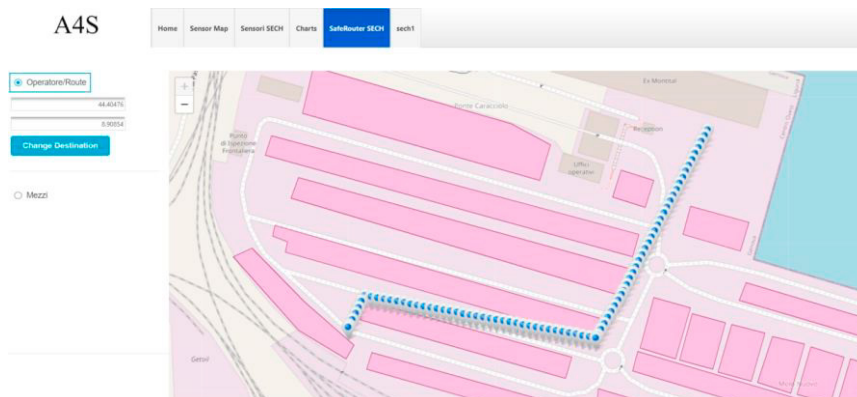 A4S
Home
Sensor Map
Sensori SECH
Charts
SafeRouter SECH
sech1
Operatore/Route
44.40476
8.90854
Change Destination
Mezzi
+
−
Ex Montsal
Ponte Caracciolo
Reception
Punto
di Ispezione
Frontaliera
Uffici
operativi
Getoil